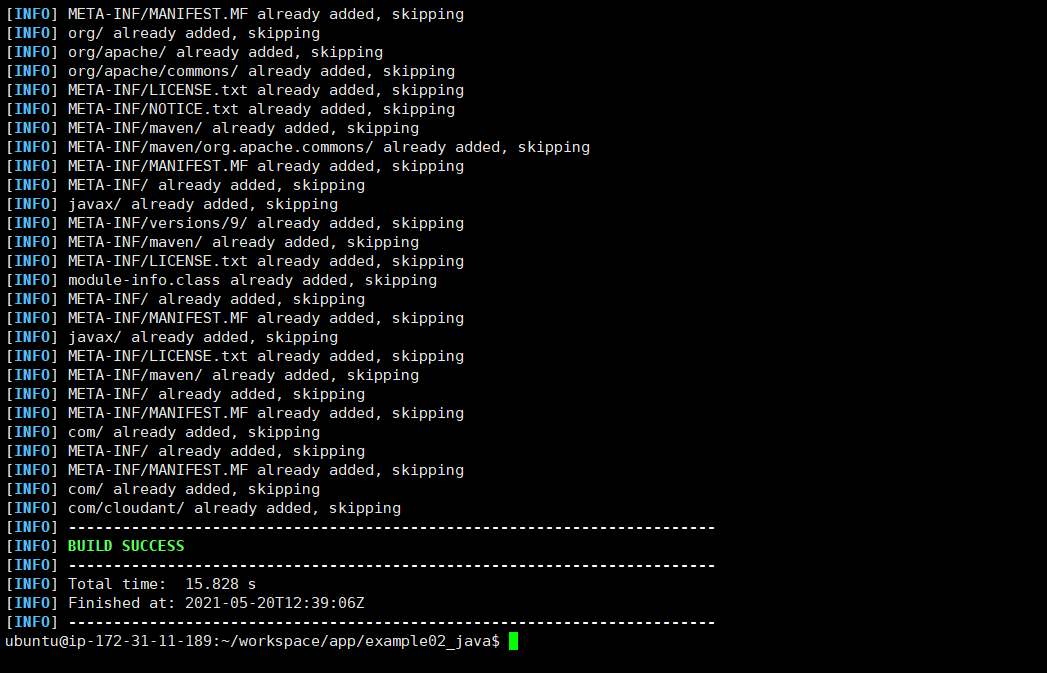 [INFO] META-INF/MANIFEST.MF already added, skipping
[INFO] org/ already added, skipping
[INFO] org/apache/ already added, skipping
[INFO] org/apache/commons/ already added, skipping
[INFO] META-INF/LICENSE.txt already added, skipping
[INFO] META-INF/NOTICE.txt already added, skipping
[INFO] META-INF/maven/ already added, skipping
[INFO] META-INF/maven/org.apache.commons/ already added, skipping
[INFO] META-INF/MANIFEST.MF already added, skipping
[INFO] META-INF/ already added, skipping
[INFO] javax/ already added, skipping
[INFO] META-INF/versions/9/ already added, skipping
[INFO] META-INF/maven/ already added, skipping
[INFO] META-INF/LICENSE.txt already added, skipping
[INFO] module-info.class already added, skipping
[INFO] META-INF/ already added, skipping
[INFO] META-INF/MANIFEST.MF already added, skipping
[INFO] javax/ already added, skipping
[INFO] META-INF/LICENSE.txt already added, skipping
[INFO] META-INF/maven/ already added, skipping
[INFO] META-INF/ already added, skipping
[INFO] META-INF/MANIFEST.MF already added, skipping
[INFO] com/ already added, skipping
[INFO] META-INF/ already added, skipping
[INFO] META-INF/MANIFEST.MF already added, skipping
[INFO] com/ already added, skipping
[INFO] com/cloudant/ already added, skipping
[INFO] ------------------------------------------------------------------------
[INFO] BUILD SUCCESS
[INFO] ------------------------------------------------------------------------
[INFO] Total time:  15.828 s
[INFO] Finished at: 2021-05-20T12:39:06Z
[INFO] ------------------------------------------------------------------------
ubuntu@ip-172-31-11-189:~/workspace/app/example02_java$